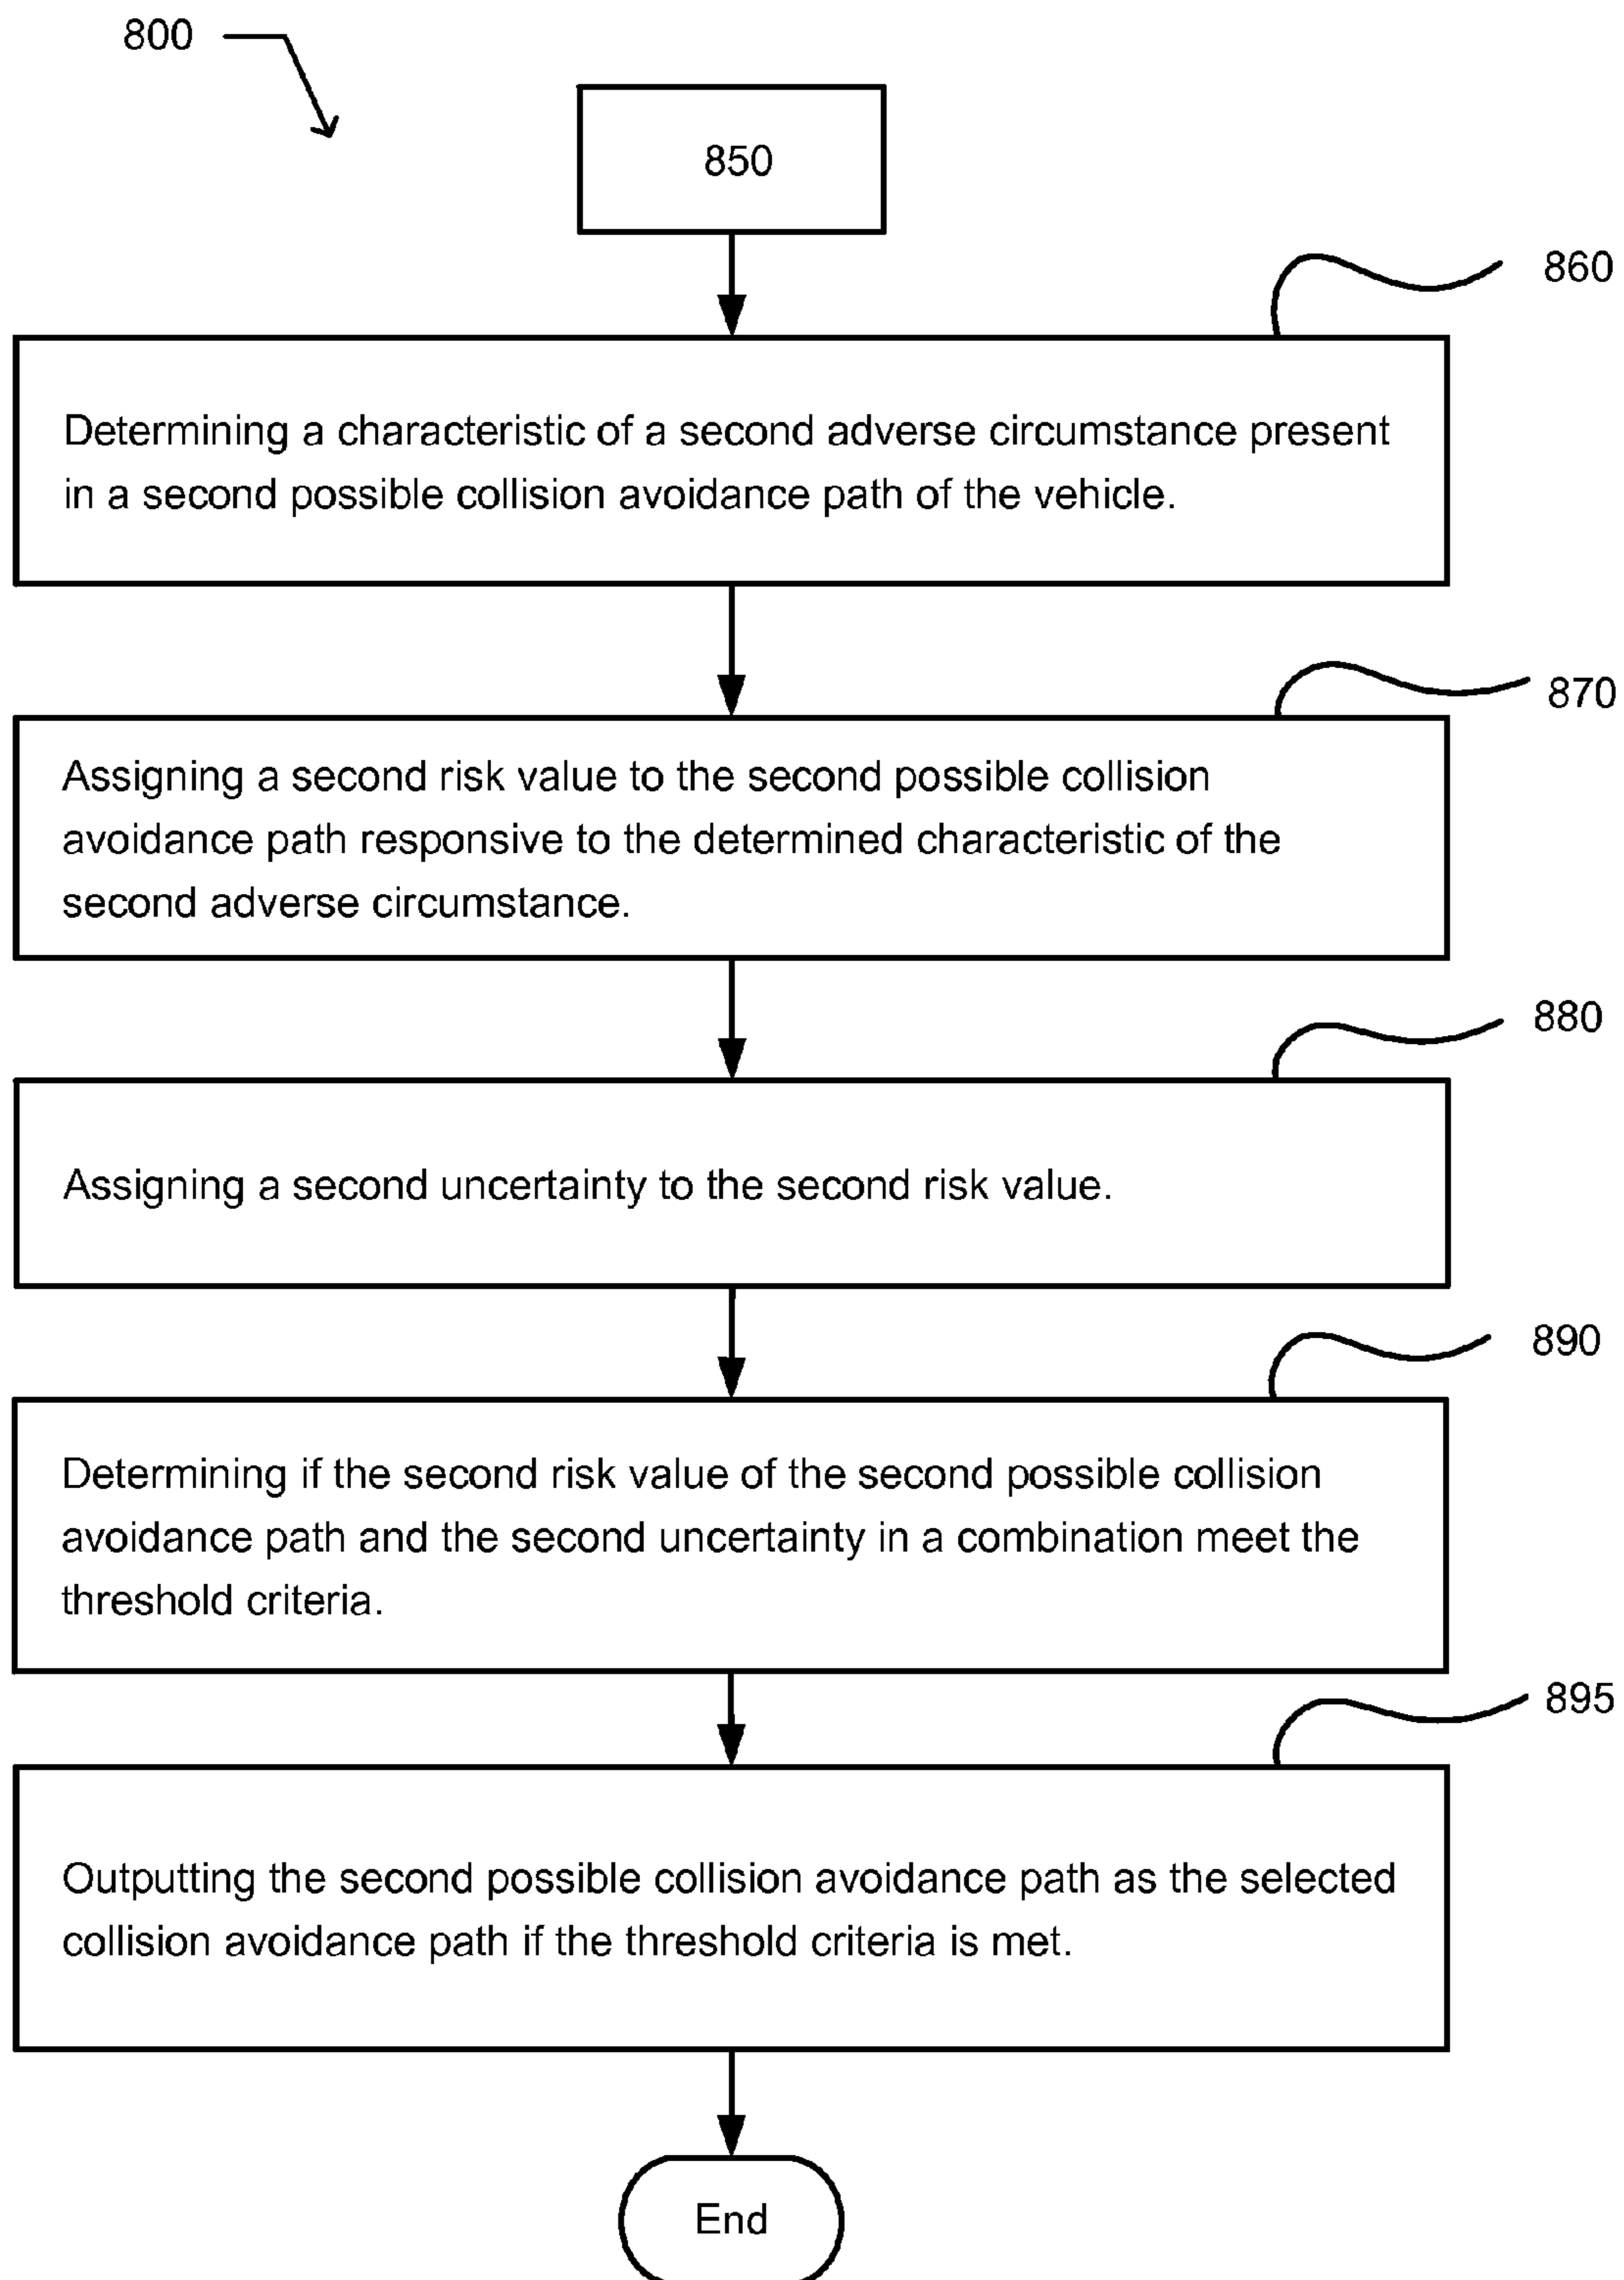 800
850
860
Determining a characteristic of a second adverse circumstance present
in a second possible collision avoidance path of the vehicle.
870
Assigning a second risk value to the second possible collision
avoidance path responsive to the determined characteristic of the
second adverse circumstance.
880
Assigning a second uncertainty to the second risk value.
890
Determining if the second risk value of the second possible collision
avoidance path and the second uncertainty in a combination meet the
threshold criteria.
895
Outputting the second possible collision avoidance path as the selected
collision avoidance path if the threshold criteria is met.
End